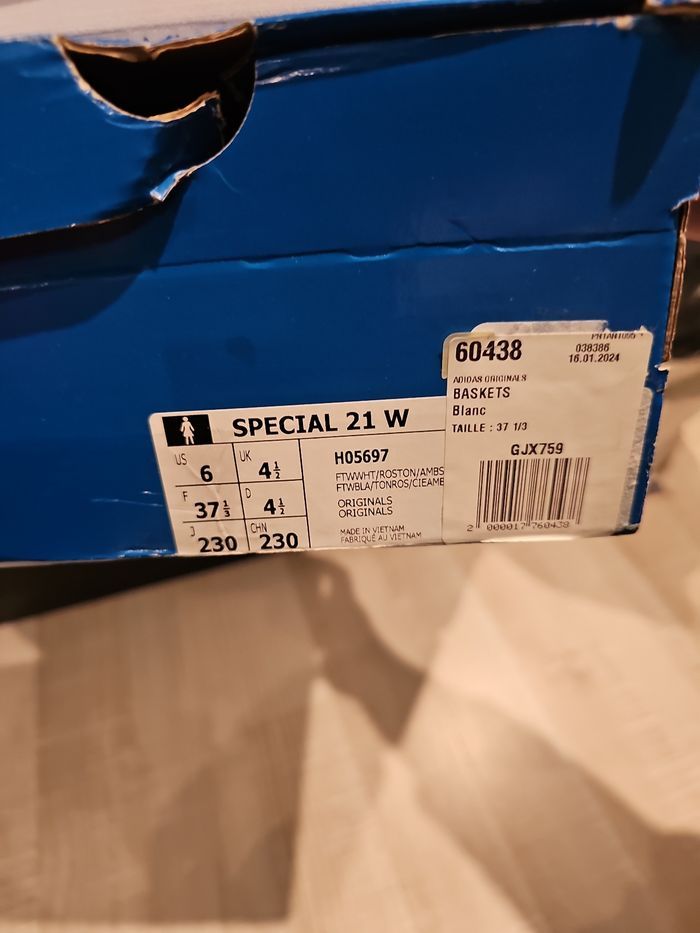 SPECIAL 21 W
US 6 UK 4½
F 37⅓ D 4½
J 230 CHN 230
H05697
FTWWHT/ROSTON/AMBS
FTWBLA/TONROS/CIEAME
ORIGINALS
ORIGINALS
MADE IN VIETNAM
FABRIQUÉ AU VIETNAM
60438
038386
16.01.2024
ADIDAS ORIGINALS
BASKETS
Blanc
TAILLE : 37 1/3
GJX759
2 000017 760438